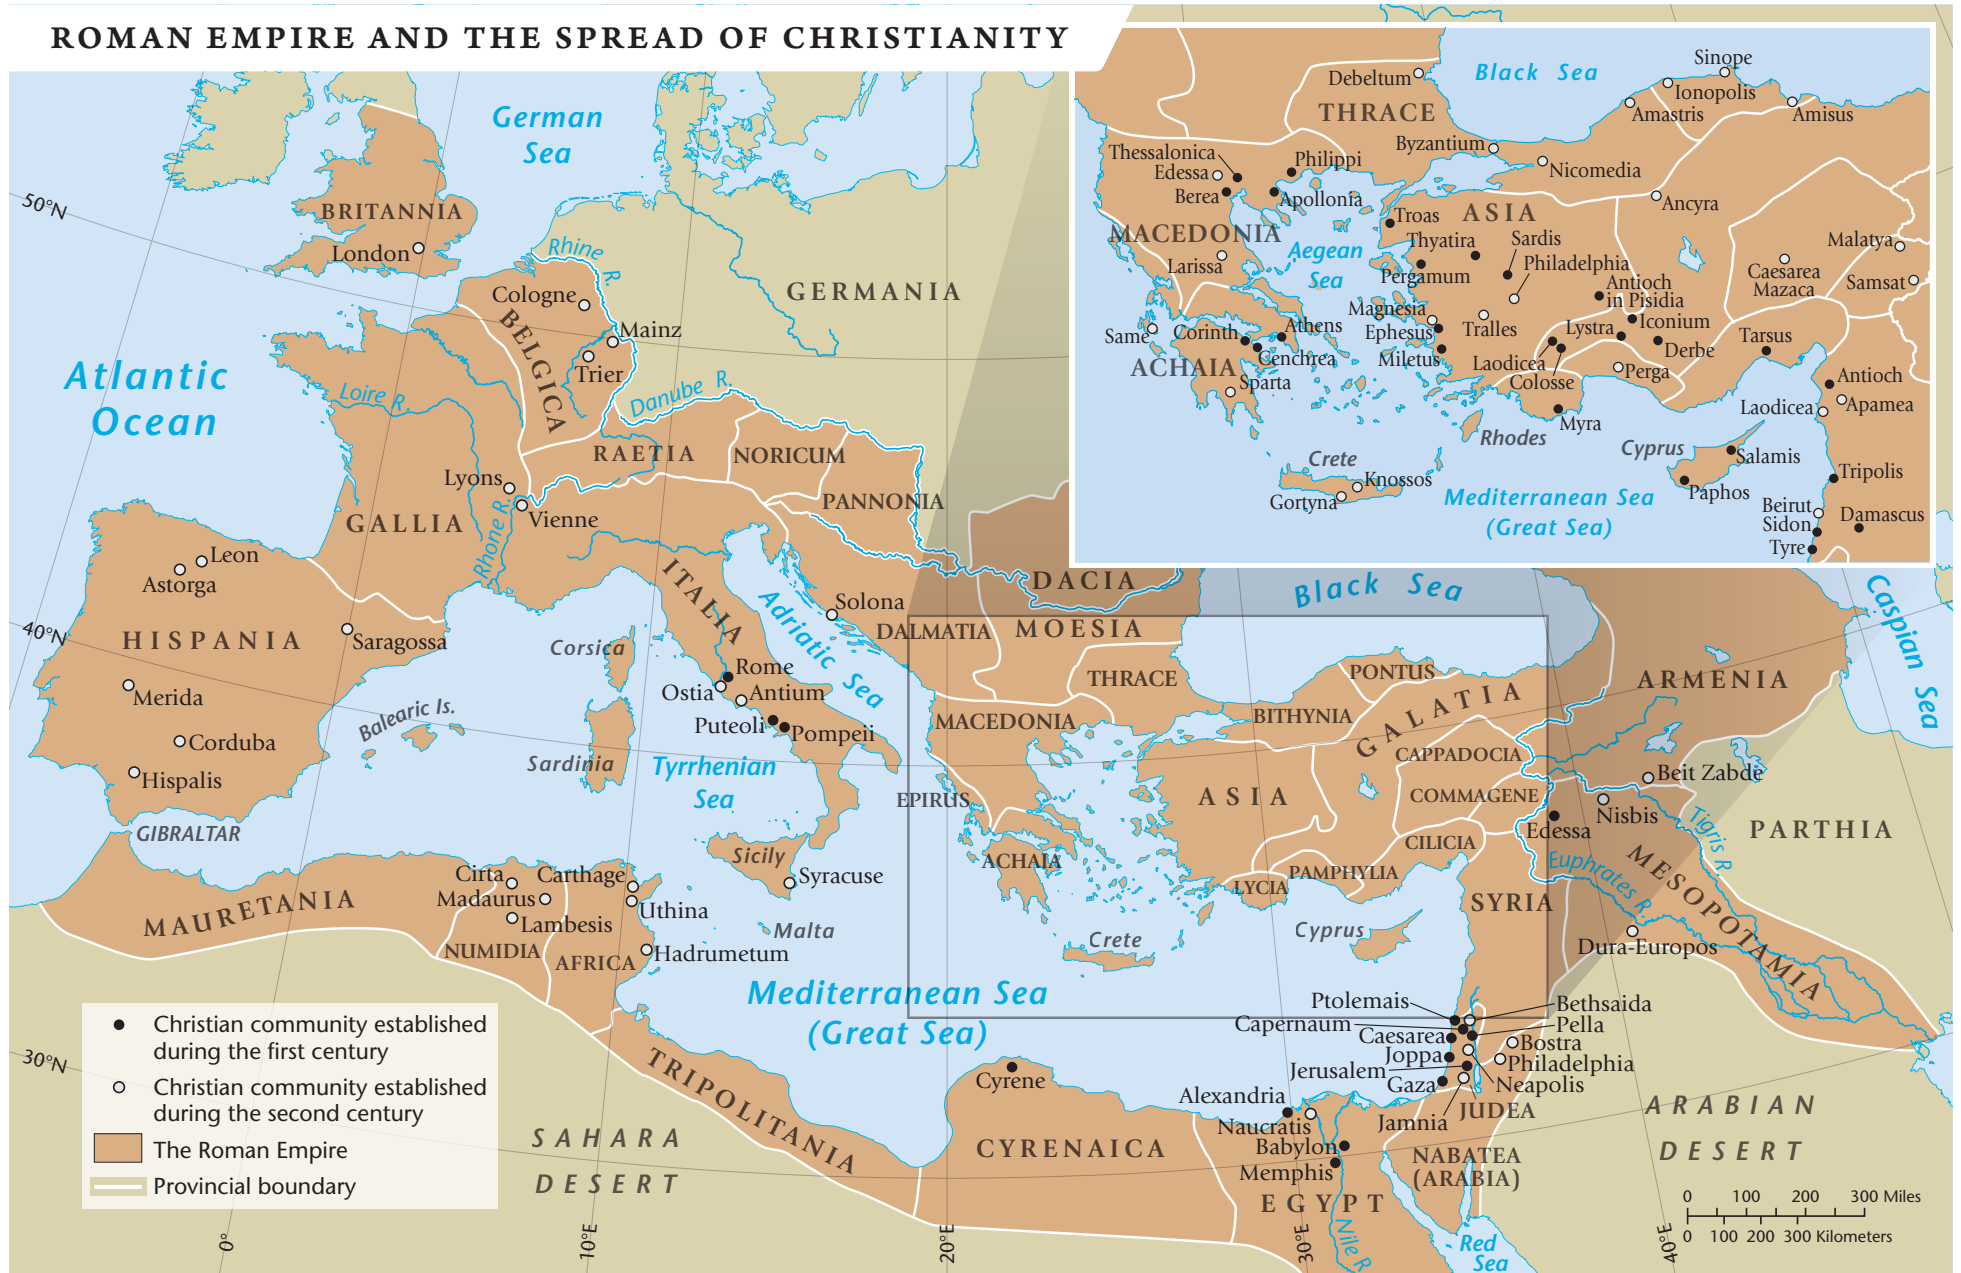 ROMAN EMPIRE AND THE SPREAD OF CHRISTIANITY
German
Sea
50°N
BRITANNIA
London
Rhine R.
Cologne
GERMANIA
BELGICA
Mainz
Trier
Atlantic
Ocean
Loire R.
Danube R.
RAETIA
NORICUM
Lyons
PANNONIA
Vienne
GALLIA
Rhone R.
Leon
Astorga
ITALIA
DACIA
Black Sea
Caspian Sea
40°N
HISPANIA
Saragossa
Corsica
Adriatic Sea
Solona
DALMATIA
MOESIA
Rome
THRACE
PONTUS
ARMENIA
Merida
Ostia
Antium
Balearic Is.
Puteoli
Pompeii
MACEDONIA
BITHYNIA
GALATIA
Corduba
Sardinia
Tyrrhenian
Sea
CAPPADOCIA
Hispalis
Beit Zabde
EPIRUS
ASIA
COMMAGENE
Nisbis
Edessa
Tigris R.
PARTHIA
GIBRALTAR
Sicily
ACHAIA
CILICIA
Euphrates R.
MESOPOTAMIA
Cirta
Carthage
Syracuse
LYCIA
PAMPHYLIA
Madaurus
Uthina
SYRIA
MAURETANIA
Lambesis
Malta
Crete
Cyprus
NUMIDIA
AFRICA
Hadrumetum
Dura-Europos
Mediterranean Sea
(Great Sea)
Ptolemais
Bethsaida
Capernaum
Pella
Caesarea
Bostra
Joppa
Philadelphia
Jerusalem
Neapolis
Gaza
30°N
TRIPOLITANIA
Cyrene
Alexandria
JUDEA
Jamnia
Naucratis
ARABIAN
DESERT
SAHARA
DESERT
CYRENAICA
Babylon
Memphis
NABATEA
(ARABIA)
EGYPT
Nile R.
Red
Sea
0°
10°E
20°E
30°E
40°E
Christian community established
during the first century
Christian community established
during the second century
The Roman Empire
Provincial boundary
0 100 200 300 Miles
0 100 200 300 Kilometers
Debeltum
Black Sea
Sinope
Ionopolis
THRACE
Amastris
Amisus
Byzantium
Thessalonica
Philippi
Edessa
Nicomedia
Berea
Apollonia
Ancyra
Troas
ASIA
MACEDONIA
Aegean
Sea
Thyatira
Sardis
Malatya
Larissa
Pergamum
Philadelphia
Caesarea
Mazaca
Samsat
Antioch
in Pisidia
Magnesia
Same
Corinth
Athens
Ephesus
Tralles
Lystra
Iconium
Tarsus
Cenchrea
Miletus
Derbe
ACHAIA
Laodicea
Perga
Antioch
Sparta
Colosse
Laodicea
Apamea
Myra
Rhodes
Cyprus
Salamis
Crete
Knossos
Tripolis
Gortyna
Mediterranean Sea
(Great Sea)
Paphos
Beirut
Damascus
Sidon
Tyre